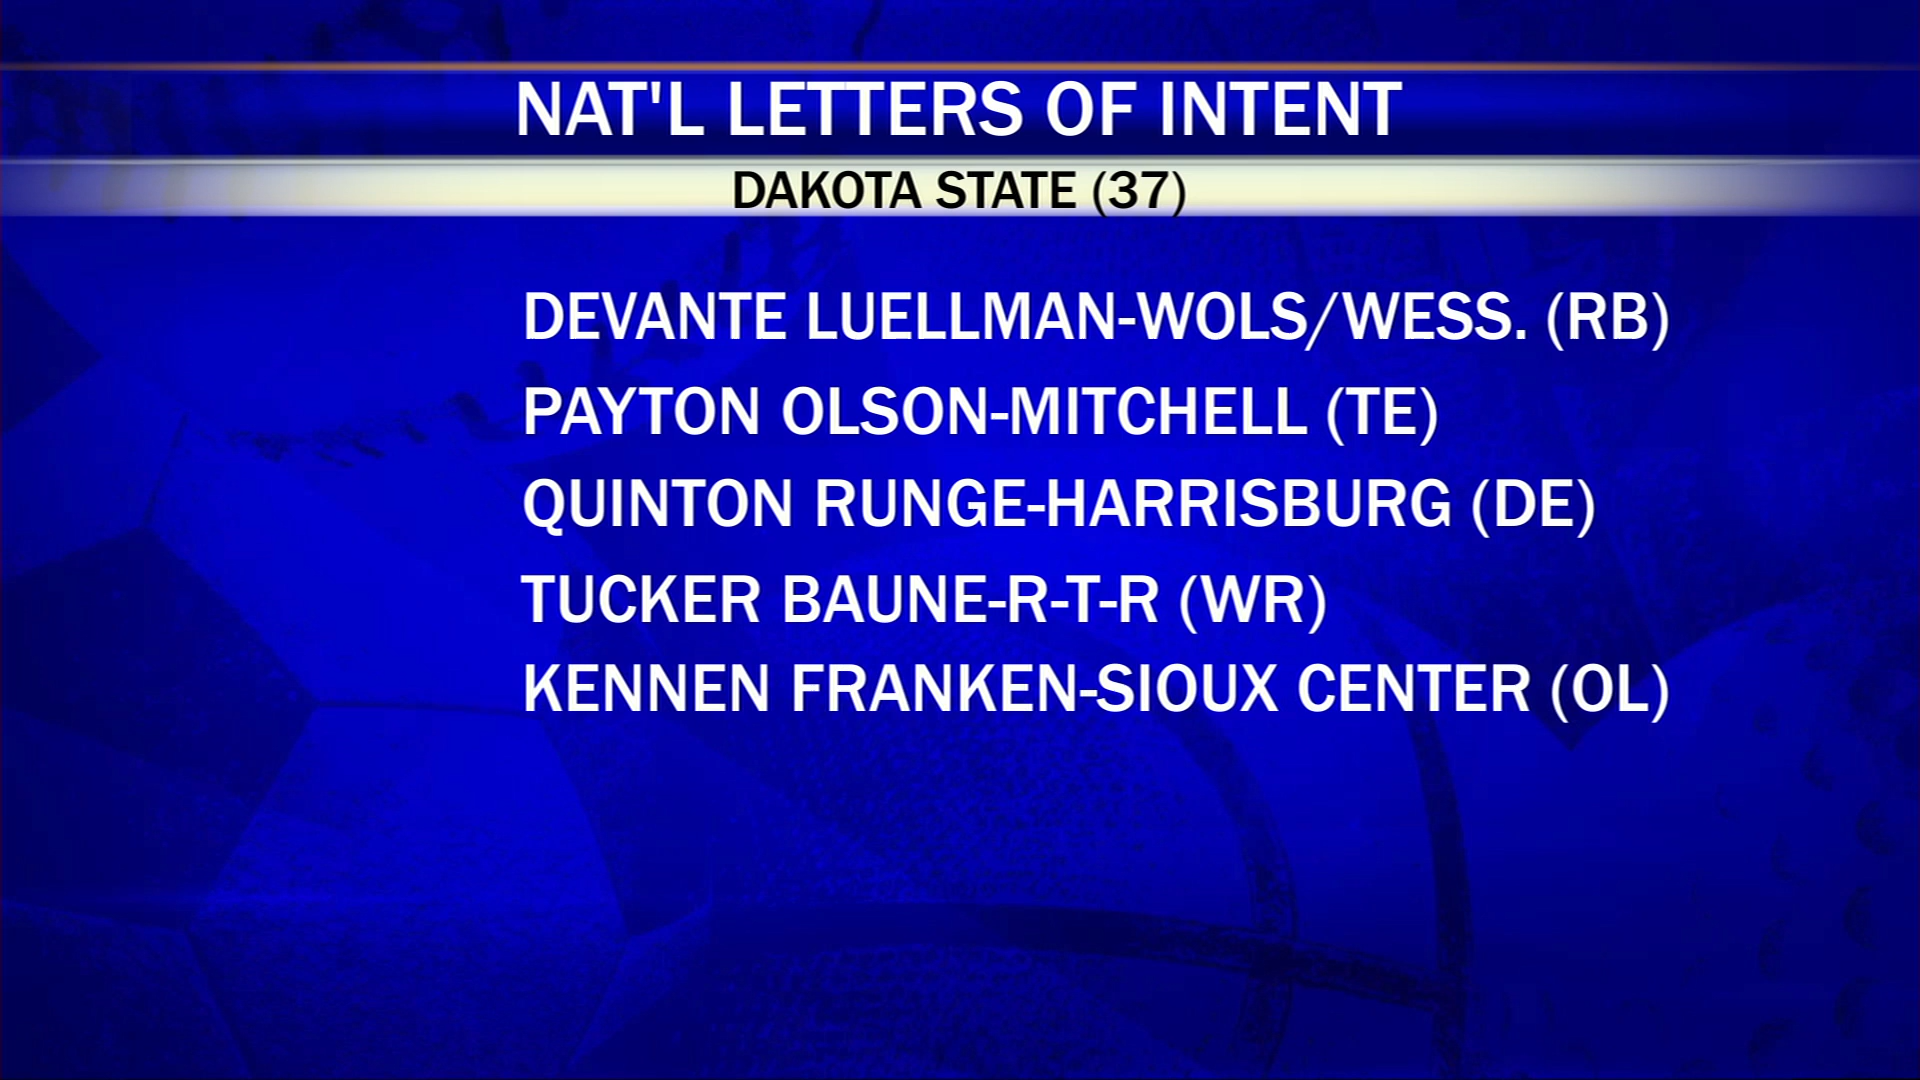 NAT'L LETTERS OF INTENT
DAKOTA STATE (37)
DEVANTE LUELLMAN-WOLS/WESS. (RB)
PAYTON OLSON-MITCHELL (TE)
QUINTON RUNGE-HARRISBURG (DE)
TUCKER BAUNE-R-T-R (WR)
KENNEN FRANKEN-SIOUX CENTER (OL)